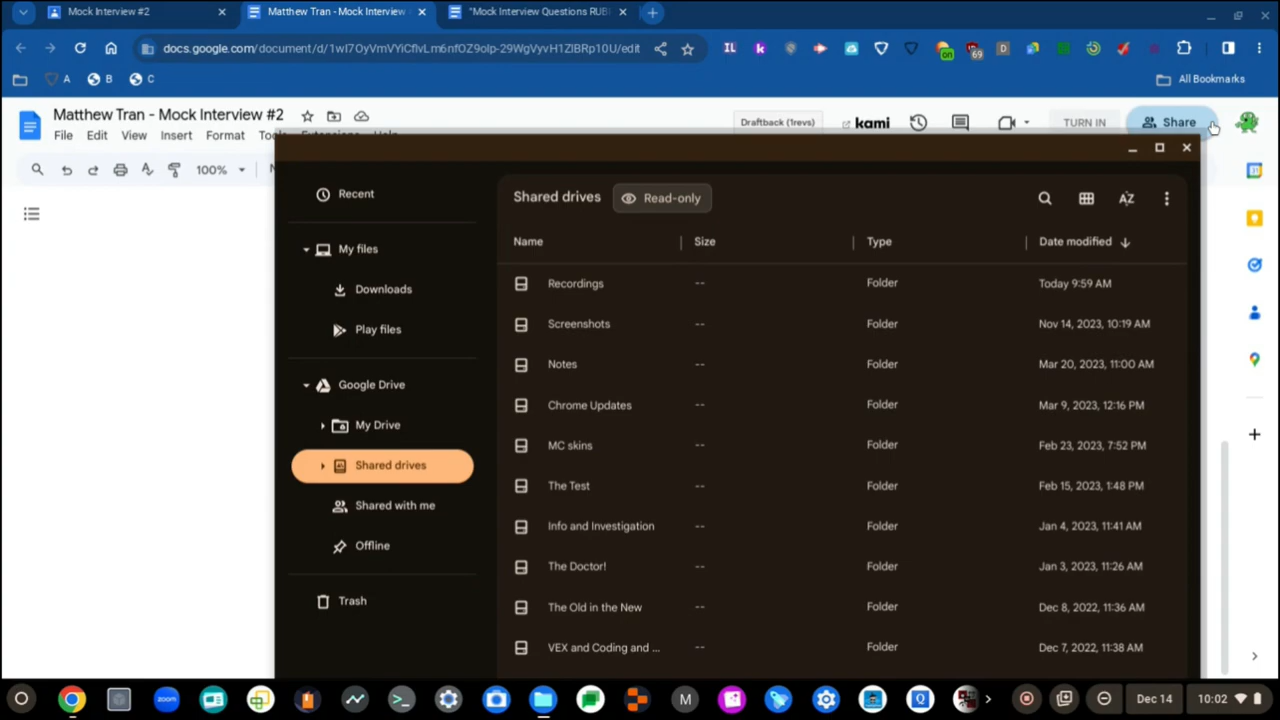 Mock Interview #2
Matthew Tran - Mock Interview
"Mock Interview Questions RUB
docs.google.com/document/d/1wI7OyVmVYiCflvLm6nfOZ9olp-29WgVyvH1ZIBRp10U/edit
IL
k
on
69
D
A
B
C
All Bookmarks
Matthew Tran - Mock Interview #2
File
Edit
View
Insert
Format
Draftback (1revs)
kami
TURN IN
Share
100%
Recent
My files
Downloads
Play files
Google Drive
My Drive
Shared drives
Shared with me
Offline
Trash
Shared drives
Read-only
Name
Size
Type
Date modified
Recordings -- Folder Today 9:59 AM
Screenshots -- Folder Nov 14, 2023, 10:19 AM
Notes -- Folder Mar 20, 2023, 11:00 AM
Chrome Updates -- Folder Mar 9, 2023, 12:16 PM
MC skins -- Folder Feb 23, 2023, 7:52 PM
The Test -- Folder Feb 15, 2023, 1:48 PM
Info and Investigation -- Folder Jan 4, 2023, 11:41 AM
The Doctor! -- Folder Jan 3, 2023, 11:26 AM
The Old in the New -- Folder Dec 8, 2022, 11:36 AM
VEX and Coding and ... -- Folder Dec 7, 2022, 11:38 AM
zoom
M
Q
Dec 14
10:02